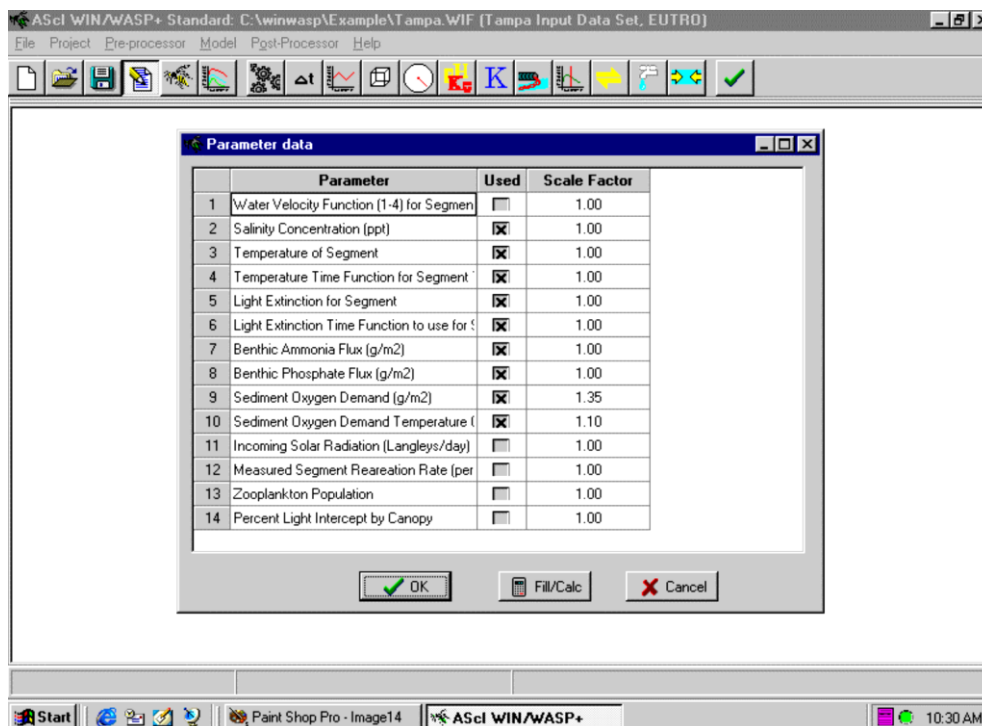 AScI WIN/WASP+ Standard: C:\winwasp\Example\Tampa.WIF (Tampa Input Data Set, EUTRO)
File Project Pre-processor Model Post-Processor Help
Δt K K
Parameter data
Parameter Used Scale Factor
1 Water Velocity Function (1-4) for Segmen 1.00
2 Salinity Concentration (ppt) 1.00
3 Temperature of Segment 1.00
4 Temperature Time Function for Segment 1.00
5 Light Extinction for Segment 1.00
6 Light Extinction Time Function to use for S 1.00
7 Benthic Ammonia Flux (g/m2) 1.00
8 Benthic Phosphate Flux (g/m2) 1.00
9 Sediment Oxygen Demand (g/m2) 1.35
10 Sediment Oxygen Demand Temperature ( 1.10
11 Incoming Solar Radiation (Langleys/day) 1.00
12 Measured Segment Reareation Rate (per 1.00
13 Zooplankton Population 1.00
14 Percent Light Intercept by Canopy 1.00
OK Fill/Calc Cancel
Start Paint Shop Pro - Image14 AScI WIN/WASP+ 10:30 AM